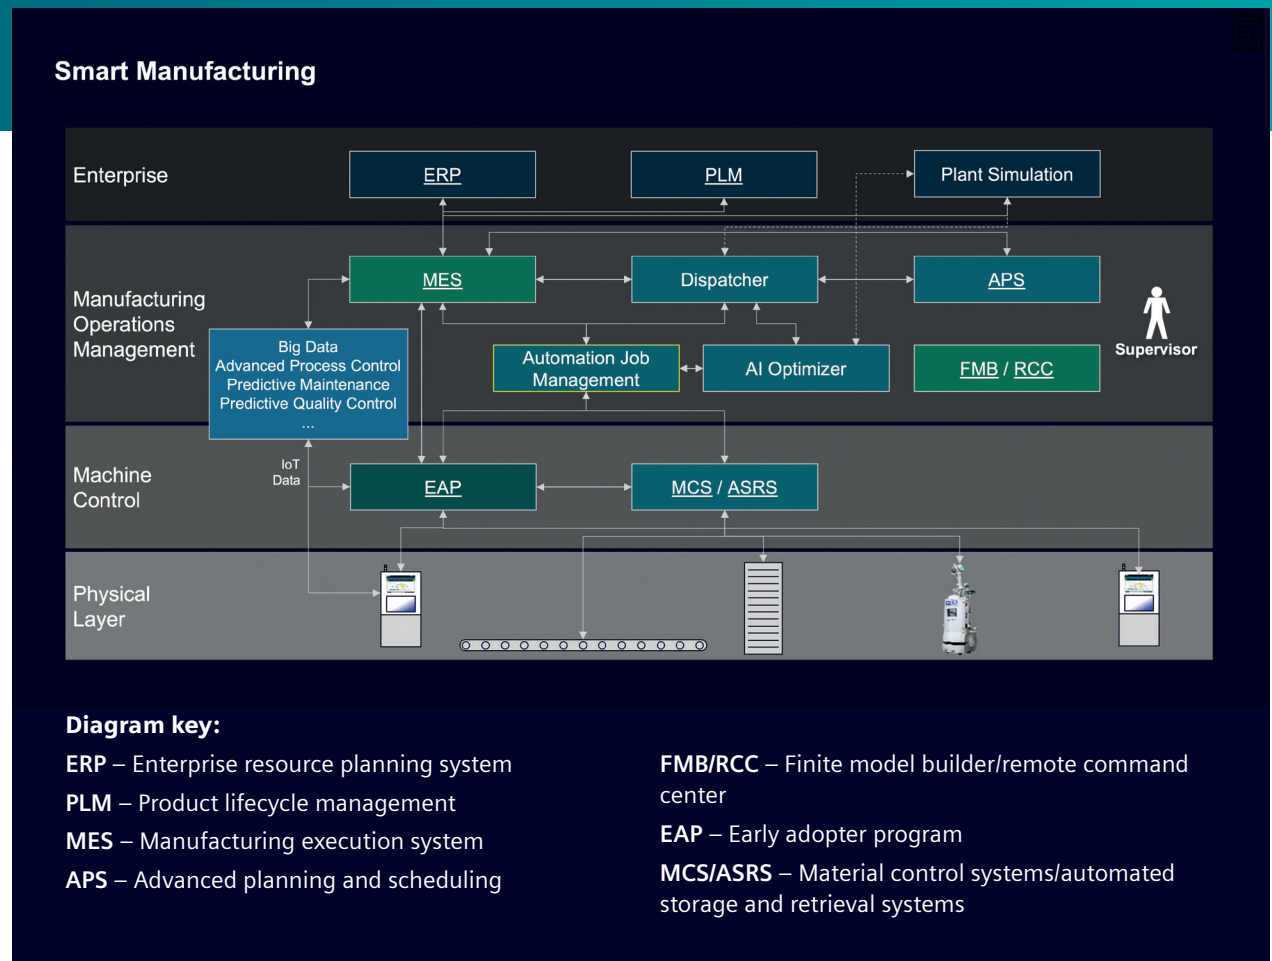 Smart Manufacturing
Enterprise
ERP
PLM
Plant Simulation
Manufacturing
Operations
Management
MES
Dispatcher
APS
Supervisor
Big Data
Advanced Process Control
Predictive Maintenance
Predictive Quality Control
...
Automation Job
Management
AI Optimizer
FMB / RCC
IoT
Data
Machine
Control
EAP
MCS / ASRS
Physical
Layer
Diagram key:
ERP – Enterprise resource planning system
PLM – Product lifecycle management
MES – Manufacturing execution system
APS – Advanced planning and scheduling
FMB/RCC – Finite model builder/remote command
center
EAP – Early adopter program
MCS/ASRS – Material control systems/automated
storage and retrieval systems